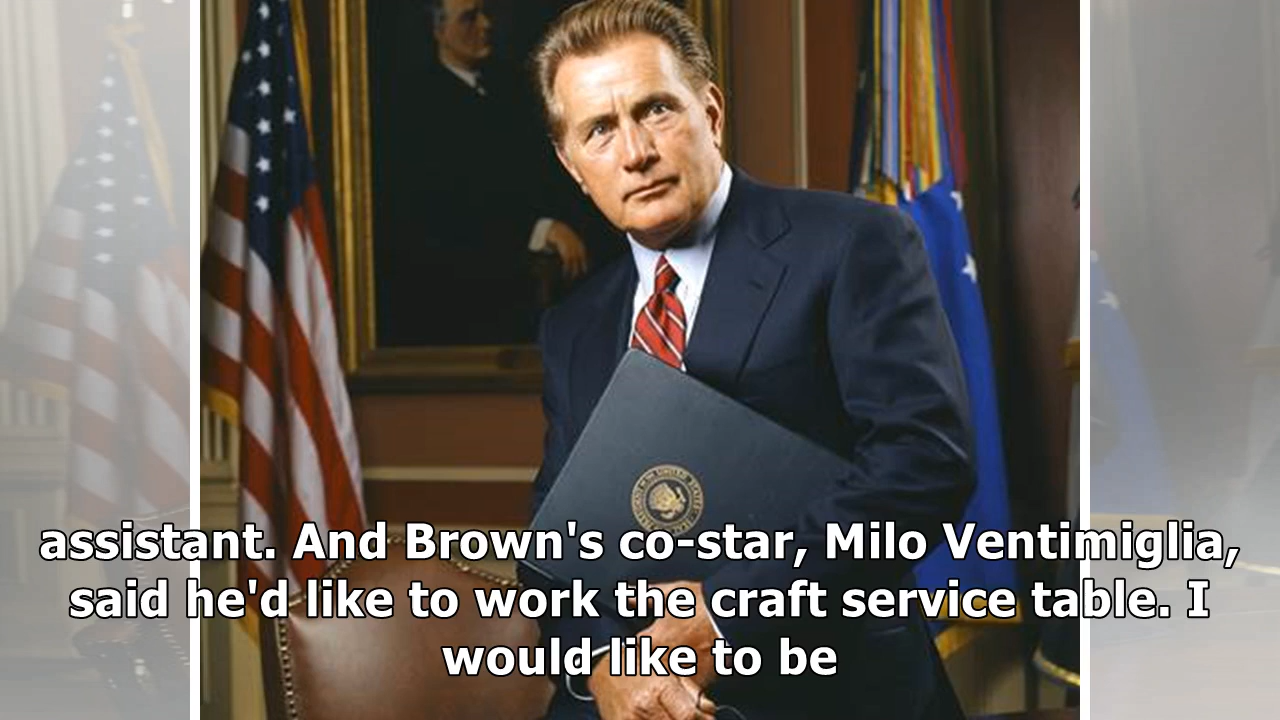 assistant. And Brown's co-star, Milo Ventimiglia,
said he'd like to work the craft service table. I
would like to be